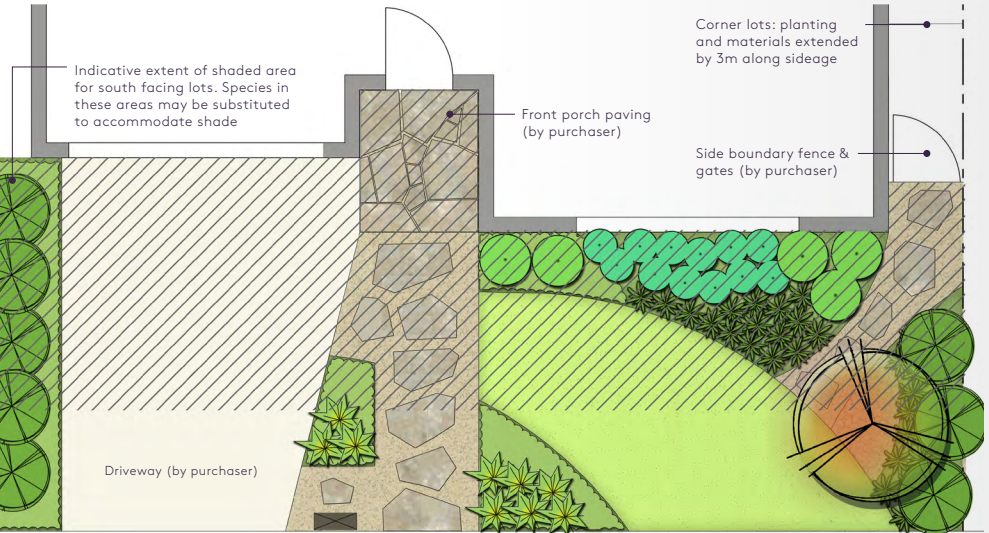 Indicative extent of shaded area
for south facing lots. Species in
these areas may be substituted
to accommodate shade
Front porch paving
(by purchaser)
Corner lots: planting
and materials extended
by 3m along sideage
Side boundary fence &
gates (by purchaser)
Driveway (by purchaser)